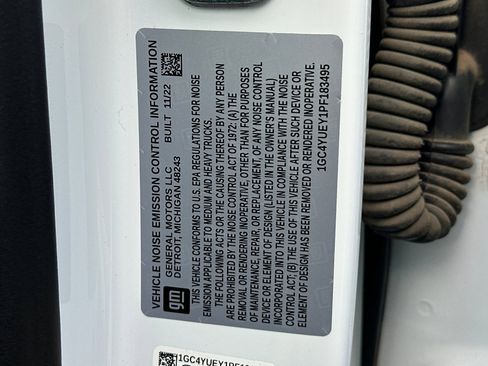 VEHICLE NOISE EMISSION CONTROL INFORMATION
gm
GENERAL MOTORS LLC BUILT 11/22
DETROIT, MICHIGAN 48243
THIS VEHICLE CONFORMS TO U.S. EPA REGULATIONS FOR NOISE
EMISSION APPLICABLE TO MEDIUM AND HEAVY TRUCKS.
THE FOLLOWING ACTS OR THE CAUSING THEREOF BY ANY PERSON
ARE PROHIBITED BY THE NOISE CONTROL ACT OF 1972: (A) THE
REMOVAL OR RENDERING INOPERATIVE, OTHER THAN FOR PURPOSES
OF MAINTENANCE, REPAIR, OR REPLACEMENT, OF ANY NOISE CONTROL
DEVICE OR ELEMENT OF DESIGN (LISTED IN THE OWNER'S MANUAL)
INCORPORATED INTO THIS VEHICLE IN COMPLIANCE WITH THE NOISE
CONTROL ACT; (B) THE USE OF THIS VEHICLE AFTER SUCH DEVICE OR
ELEMENT OF DESIGN HAS BEEN REMOVED OR RENDERED INOPERATIVE.
1GC4YUEY1PF183495